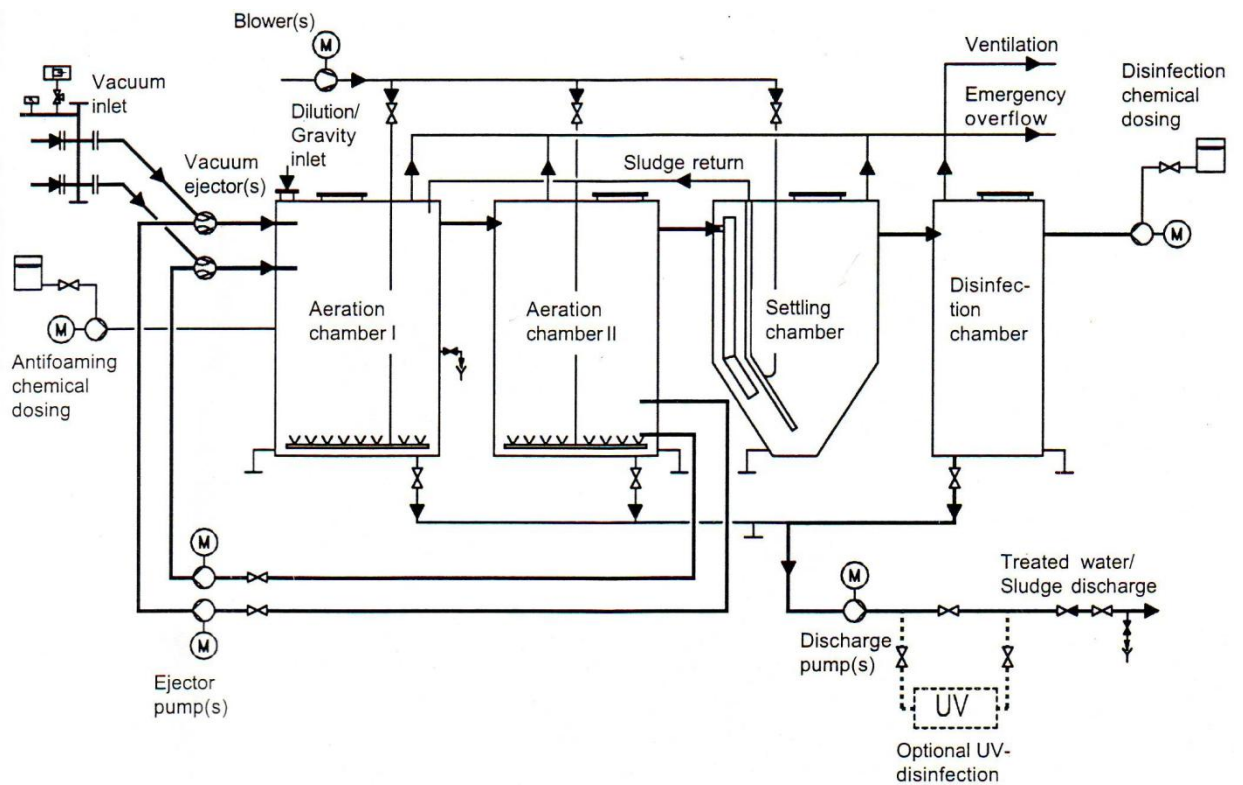 Blower(s)
M
Vacuum
inlet
Dilution/
Gravity
inlet
Ventilation
Emergency
overflow
Disinfection
chemical
dosing
Vacuum
ejector(s)
Sludge return
M
Aeration
chamber I
Aeration
chamber II
Settling
chamber
Disinfec-
tion
chamber
M
Antifoaming
chemical
dosing
M
M
Ejector
pump(s)
M
Discharge
pump(s)
Treated water/
Sludge discharge
UV
Optional UV-
disinfection